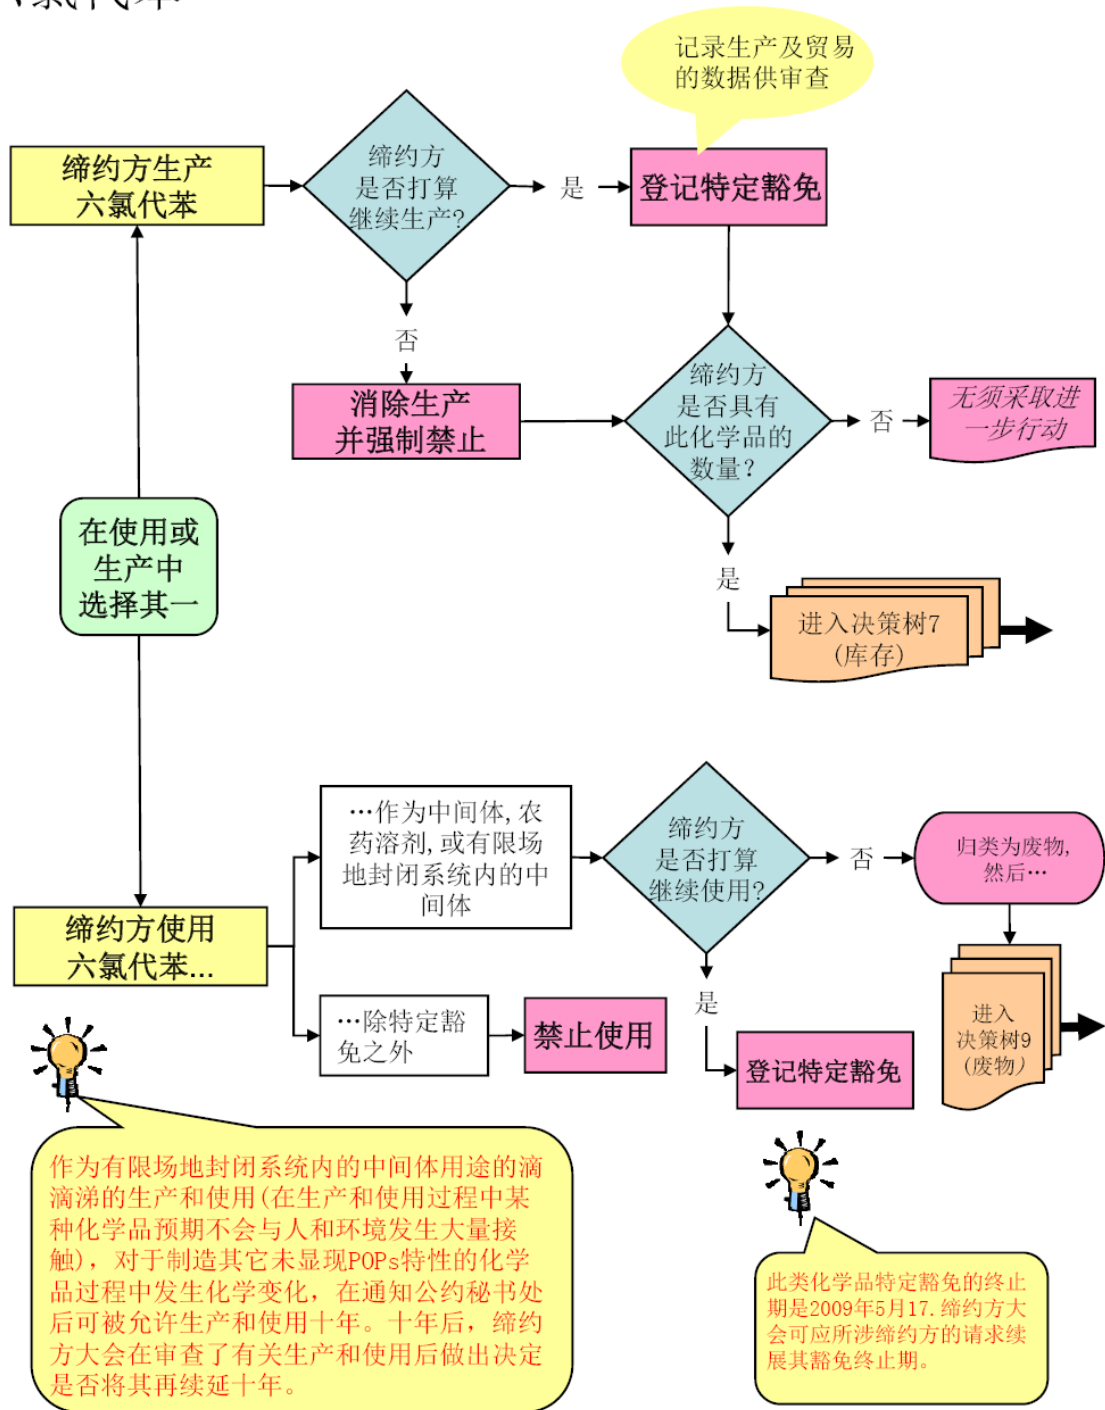 六氯代苯
记录生产及贸易
的数据供审查
缔约方生产
六氯代苯
缔约方
是否打算
继续生产?
是
登记特定豁免
否
消除生产
并强制禁止
缔约方
是否具有
此化学品的
数量?
否
无须采取进
一步行动
在使用或
生产中
选择其一
是
进入决策树7
(库存)
…作为中间体,农
药溶剂,或有限场
地封闭系统内的中
间体
缔约方
是否打算
继续使用?
否
归类为废物,
然后…
缔约方使用
六氯代苯...
…除特定豁
免之外
禁止使用
是
登记特定豁免
进入
决策树9
(废物)
作为有限场地封闭系统内的中间体用途的滴
滴涕的生产和使用(在生产和使用过程中某
种化学品预期不会与人和环境发生大量接
触), 对于制造其它未显现POPs特性的化学
品过程中发生化学变化, 在通知公约秘书处
后可被允许生产和使用十年。十年后, 缔约
方大会在审查了有关生产和使用后做出决定
是否将其再续延十年。
此类化学品特定豁免的终止
期是2009年5月17.缔约方大
会可应所涉缔约方的请求续
展其豁免终止期。